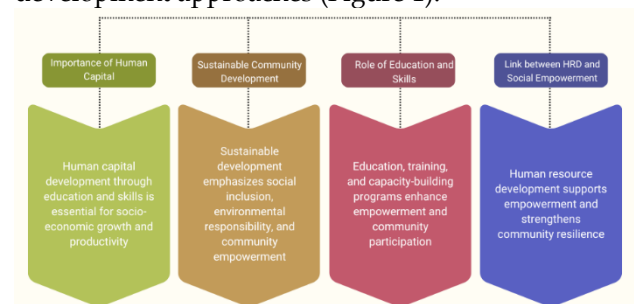 development approaches (Figure 1).
Importance of Human
Capital
Sustainable Community
Development
Role of Education and
Skills
Link between HRD and
Social Empowerment
Human capital
development through
education and skills is
essential for socio-
economic growth and
productivity
Sustainable
development
emphasizes social
inclusion,
environmental
responsibility, and
community
empowerment
Education, training,
and capacity-building
programs enhance
empowerment and
community
participation
Human resource
development supports
empowerment and
strengthens
community resilience